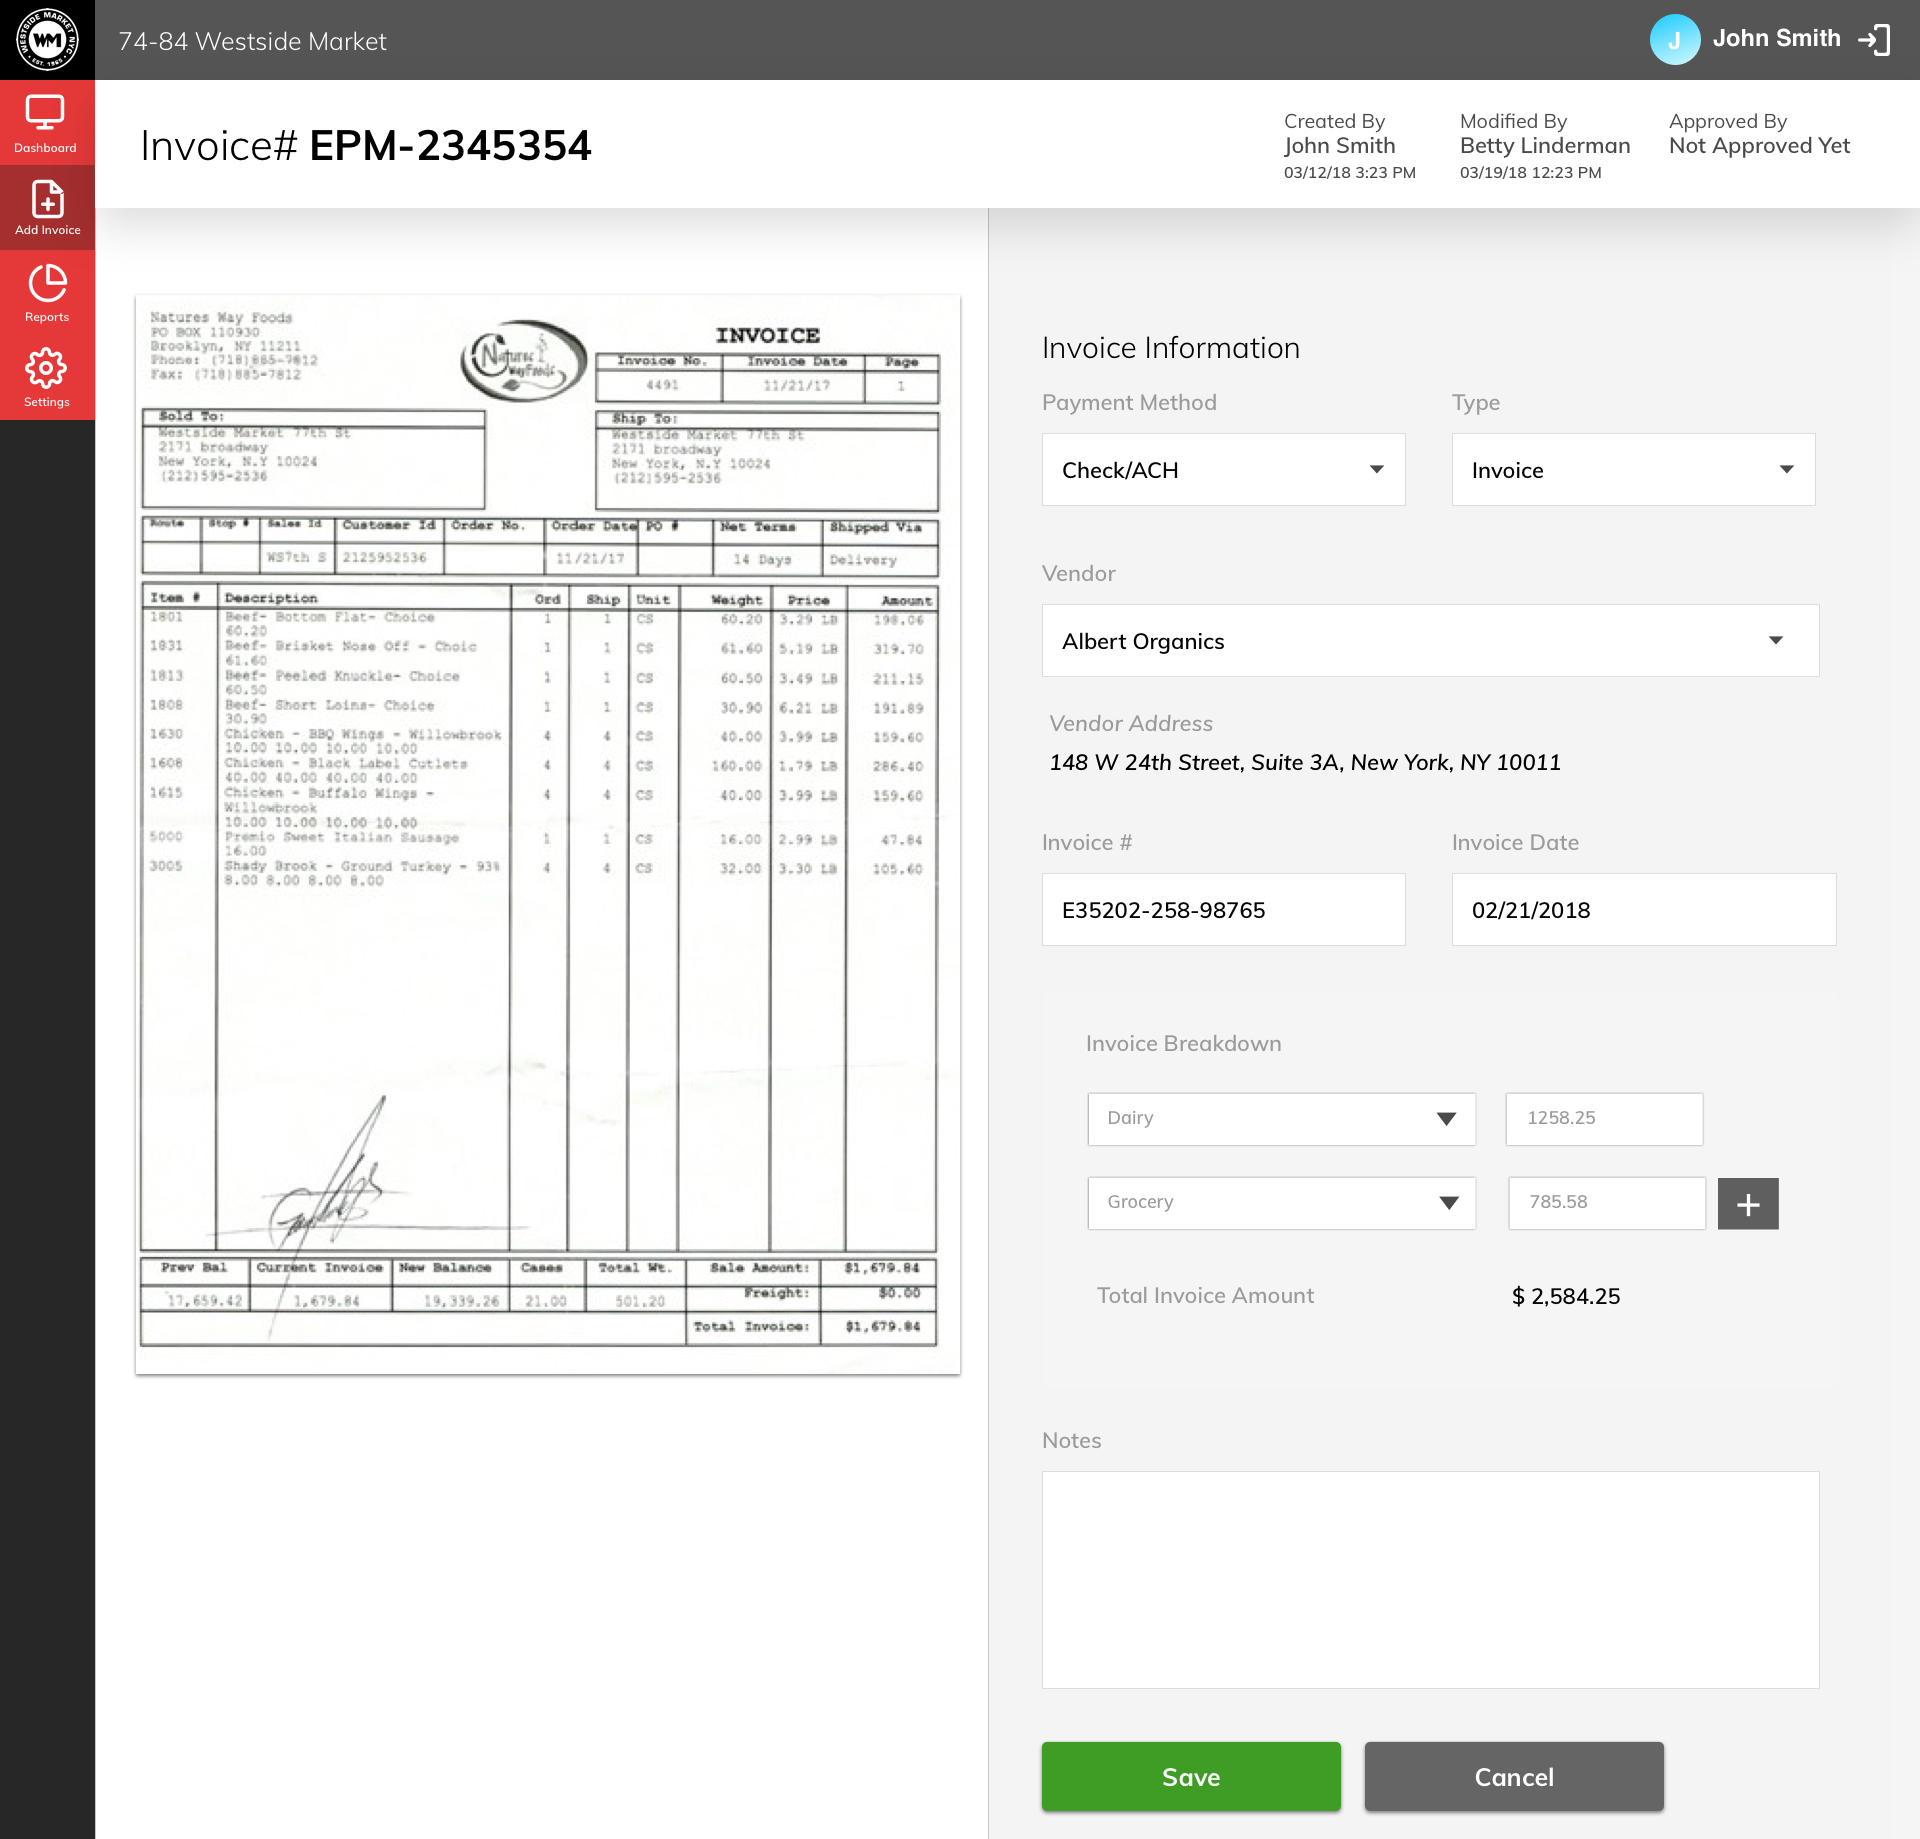 WESTSIDE MARKET NYC
WM
EST. 1965
74-84 Westside Market
J
John Smith
Dashboard
Add Invoice
Reports
Settings
Invoice# EPM-2345354
Created By
John Smith
03/12/18 3:23 PM
Modified By
Betty Linderman
03/19/18 12:23 PM
Approved By
Not Approved Yet
Natures Way Foods
PO BOX 110930
Brooklyn, NY 11211
Phone: (718)885-7812
Fax: (718)885-7812
Natures
WayFoods
INVOICE
Invoice No. Invoice Date Page
4491 11/21/17 1
Sold To:
Westside Market 77th St
2171 broadway
New York, N.Y 10024
(212)595-2536
Ship To:
Westside Market 77th St
2171 broadway
New York, N.Y 10024
(212)595-2536
Route Stop # Sales Id Customer Id Order No. Order Date PO # Net Terms Shipped Via
WS7th S 2125952536 11/21/17 14 Days Delivery
Item # Description Ord Ship Unit Weight Price Amount
1801 Beef- Bottom Flat- Choice 1 1 CS 60.20 3.29 LB 198.06
60.20
1831 Beef- Brisket Nose Off - Choic 1 1 CS 61.60 5.19 LB 319.70
61.60
1813 Beef- Peeled Knuckle- Choice 1 1 CS 60.50 3.49 LB 211.15
60.50
1808 Beef- Short Loins- Choice 1 1 CS 30.90 6.21 LB 191.89
30.90
1630 Chicken - BBQ Wings - Willowbrook 4 4 CS 40.00 3.99 LB 159.60
10.00 10.00 10.00 10.00
1608 Chicken - Black Label Cutlets 4 4 CS 160.00 1.79 LB 286.40
40.00 40.00 40.00 40.00
1615 Chicken - Buffalo Wings - 4 4 CS 40.00 3.99 LB 159.60
Willowbrook
10.00 10.00 10.00 10.00
5000 Premio Sweet Italian Sausage 1 1 CS 16.00 2.99 LB 47.84
16.00
3005 Shady Brook - Ground Turkey - 93% 4 4 CS 32.00 3.30 LB 105.60
8.00 8.00 8.00 8.00
Prev Bal Current Invoice New Balance Cases Total Wt. Sale Amount: $1,679.84
17,659.42 1,679.84 19,339.26 21.00 501.20 Freight: $0.00
Total Invoice: $1,679.84
Invoice Information
Payment Method
Check/ACH
Type
Invoice
Vendor
Albert Organics
Vendor Address
148 W 24th Street, Suite 3A, New York, NY 10011
Invoice #
E35202-258-98765
Invoice Date
02/21/2018
Invoice Breakdown
Dairy 1258.25
Grocery 785.58
Total Invoice Amount $ 2,584.25
Notes
Save
Cancel